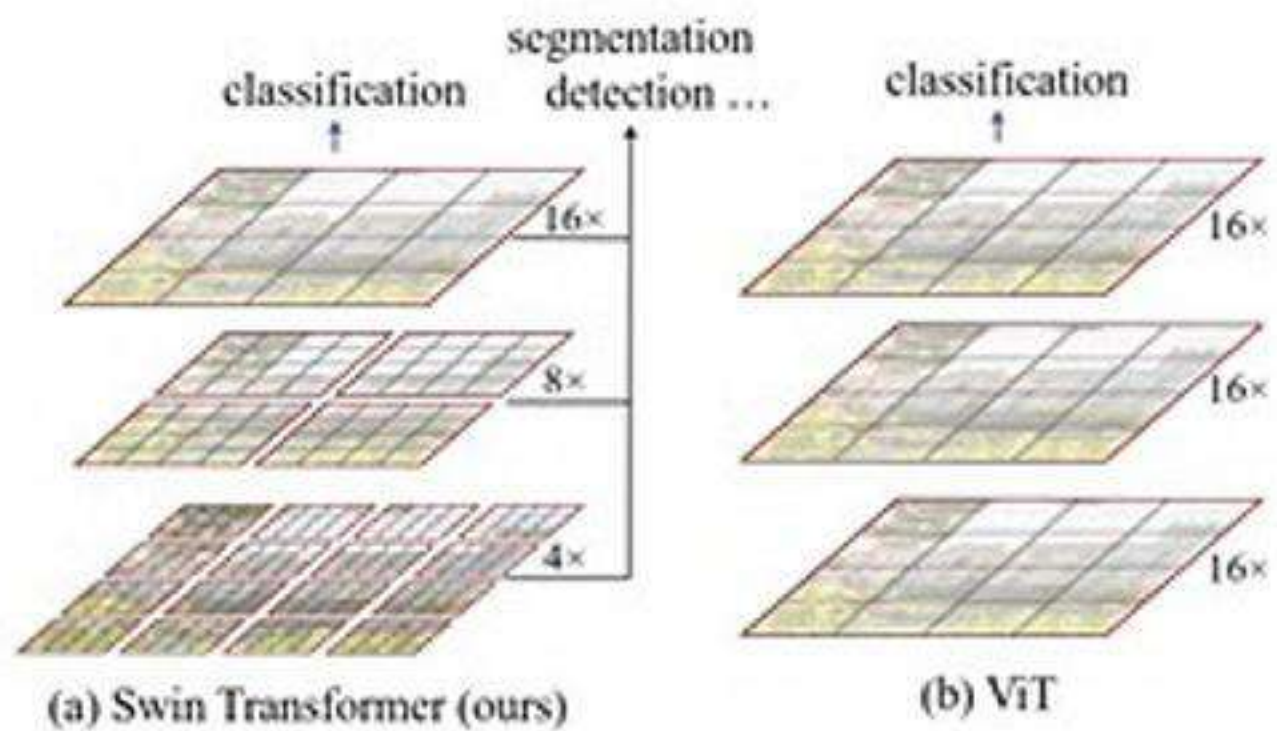 segmentation
classification
detection ...
classification
16×
8×
4×
16×
16×
16×
(a) Swin Transformer (ours)
(b) ViT